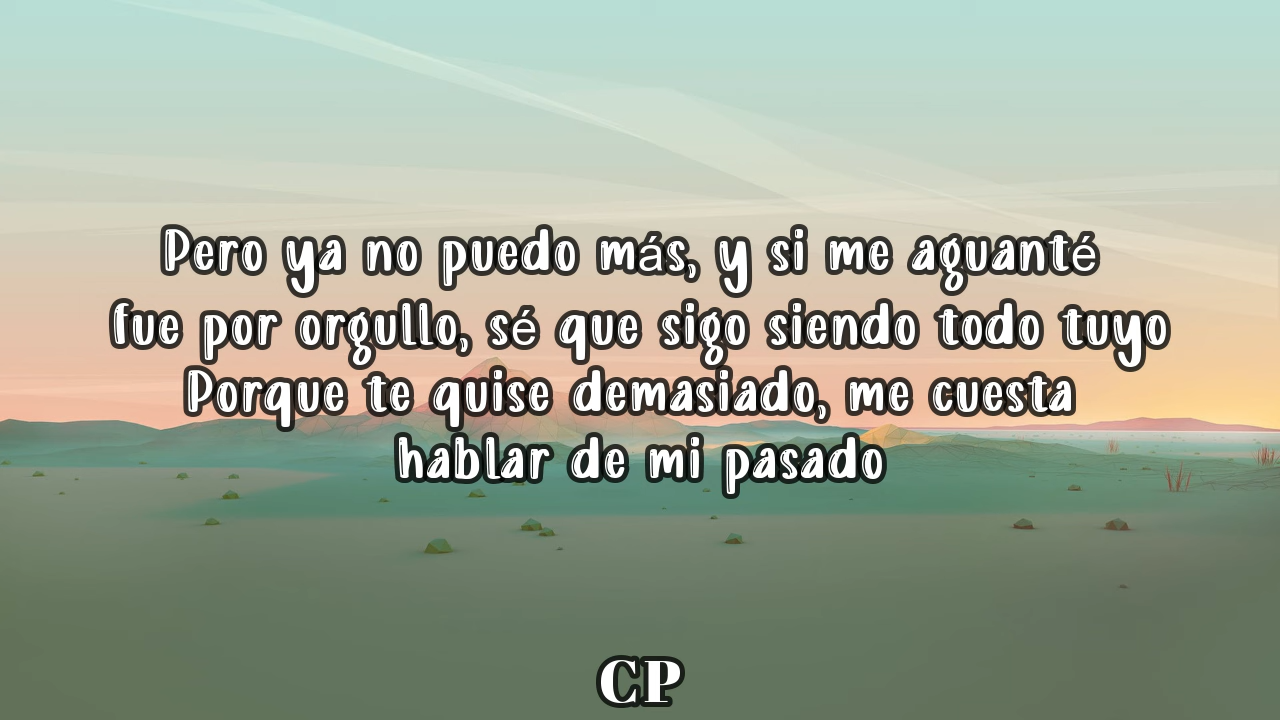 Pero ya no puedo más, y si me aguanté
fue por orgullo, sé que sigo siendo todo tuyo
Porque te quise demasiado, me cuesta
hablar de mi pasado
CP